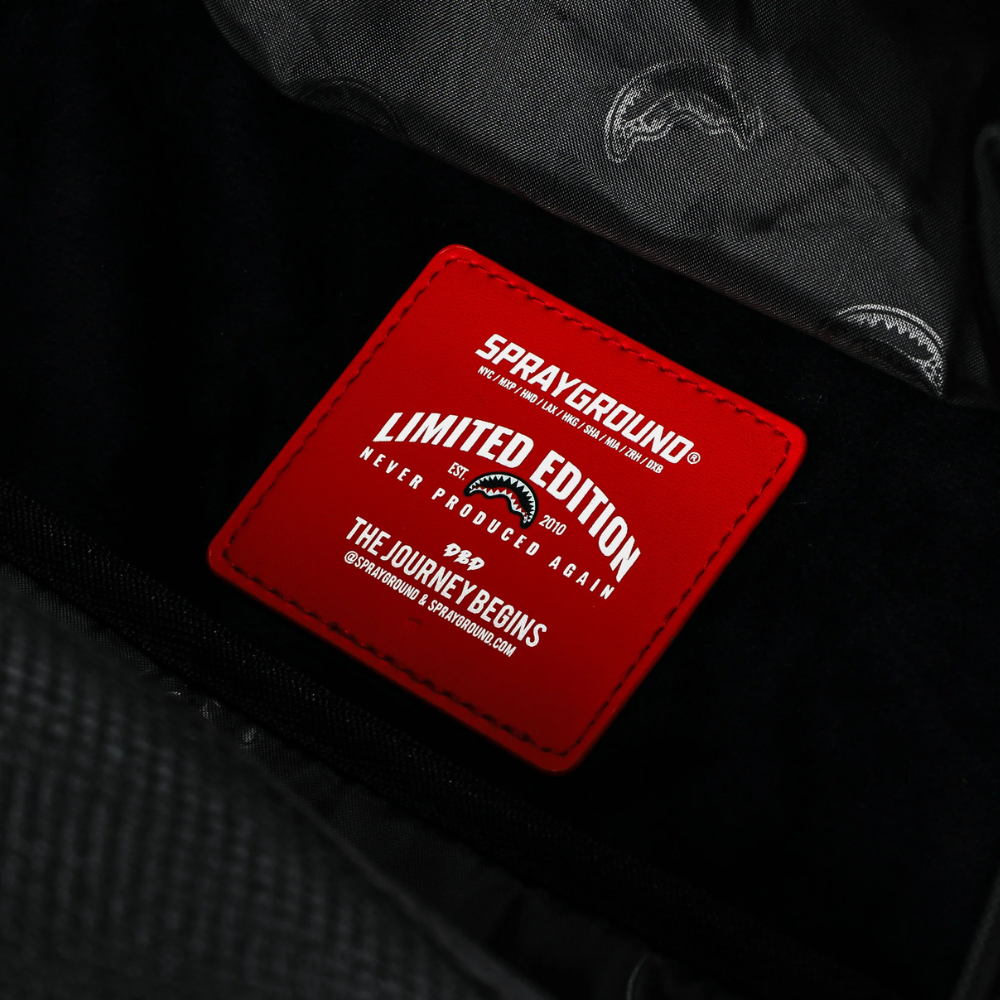 SPRAYGROUND®
NYC / MXP / HND / LAX / HKG / SHA / MIA / ZRH / DXB
LIMITED EDITION
EST. 2010
NEVER PRODUCED AGAIN
DBD
THE JOURNEY BEGINS
@SPRAYGROUND & SPRAYGROUND.COM